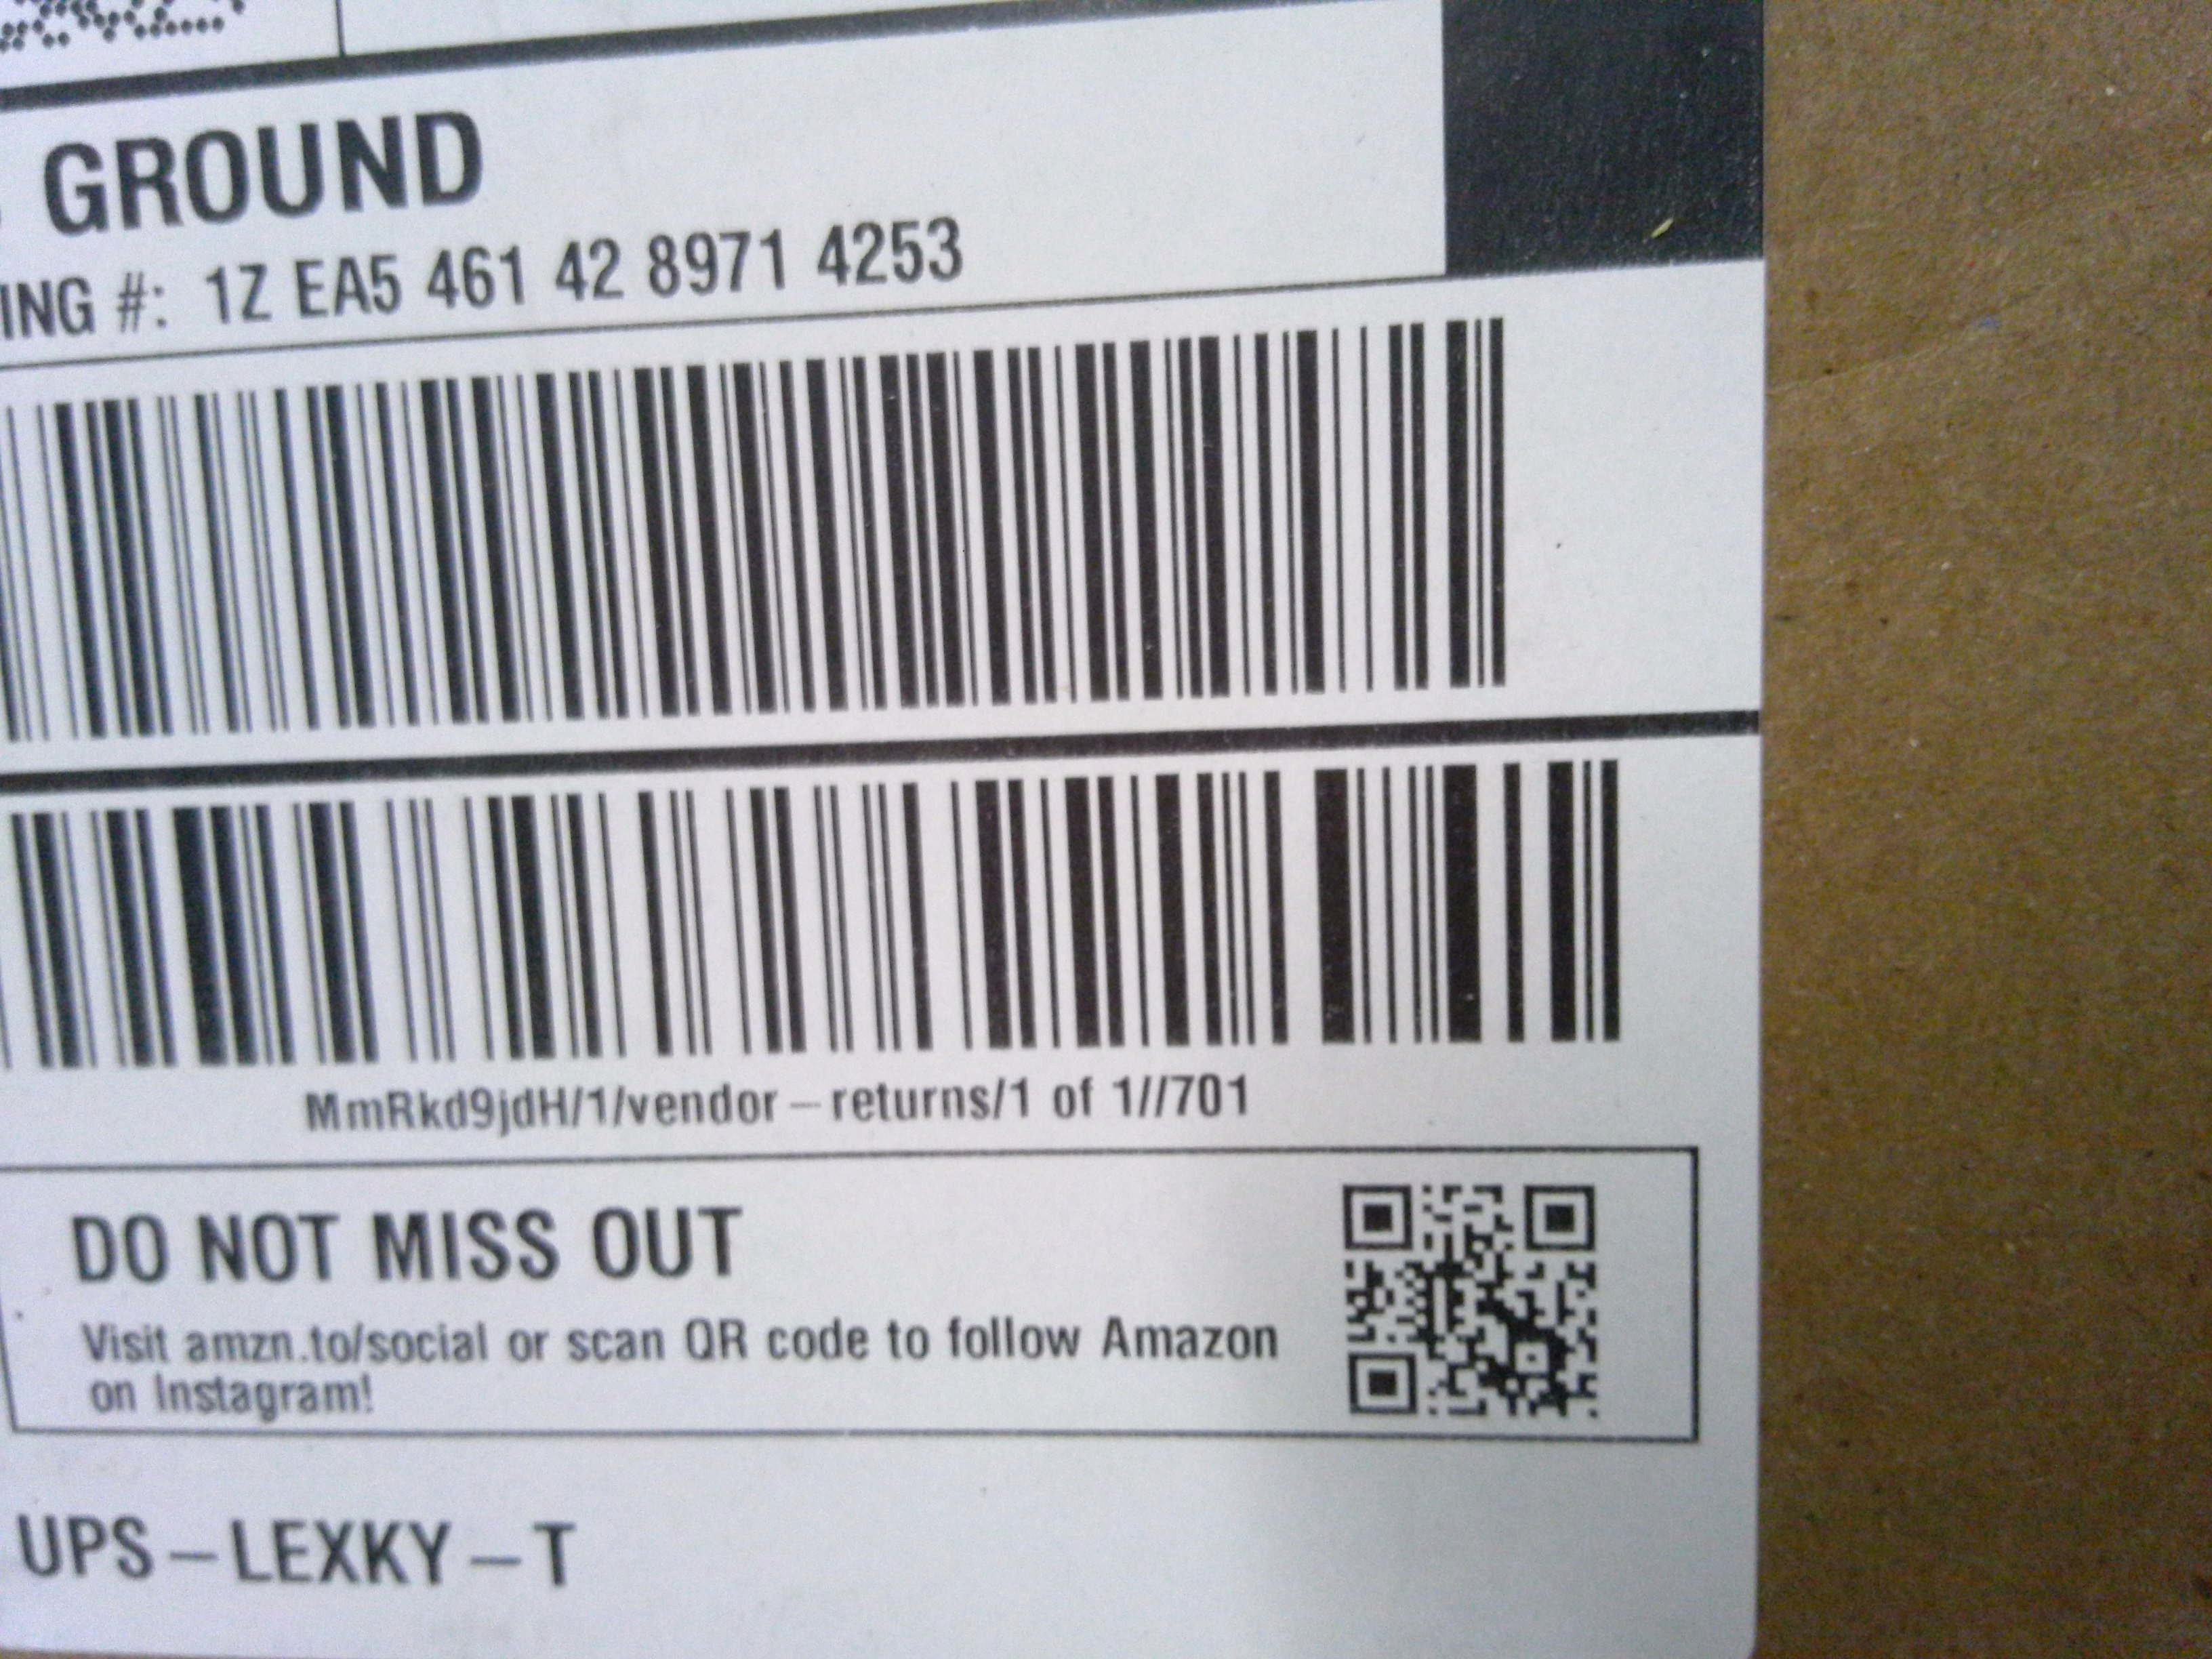 GROUND
ING #: 1Z EA5 461 42 8971 4253
MmRkd9jdH/1/vendor-returns/1 of 1//701
DO NOT MISS OUT
Visit amzn.to/social or scan QR code to follow Amazon
on Instagram!
UPS-LEXKY-T